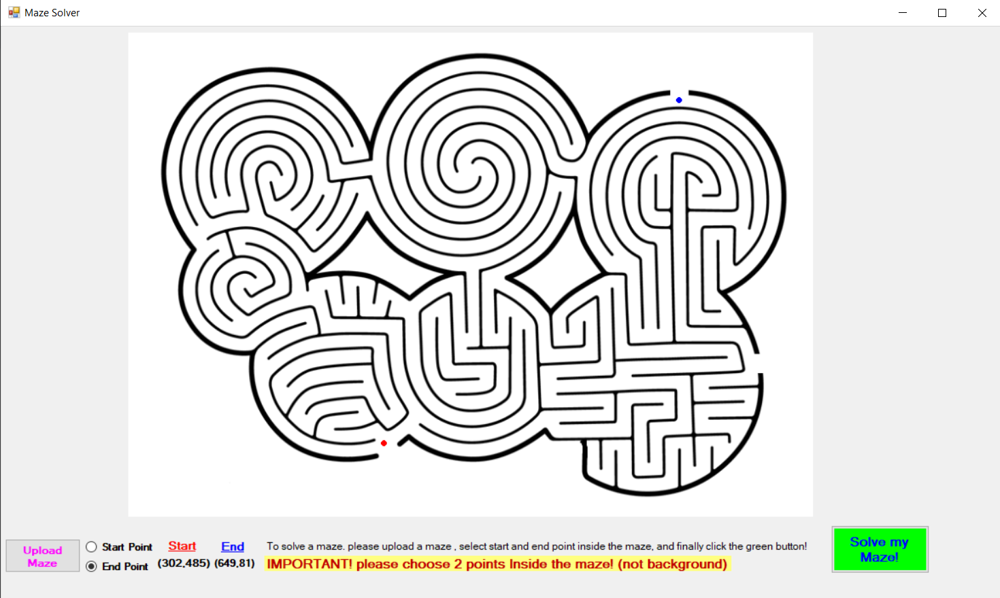 Maze Solver
Upload
Maze
Start Point
End Point
Start
(302,485)
End
(649,81)
To solve a maze. please upload a maze , select start and end point inside the maze, and finally click the green button!
IMPORTANT! please choose 2 points Inside the maze! (not background)
Solve my
Maze!